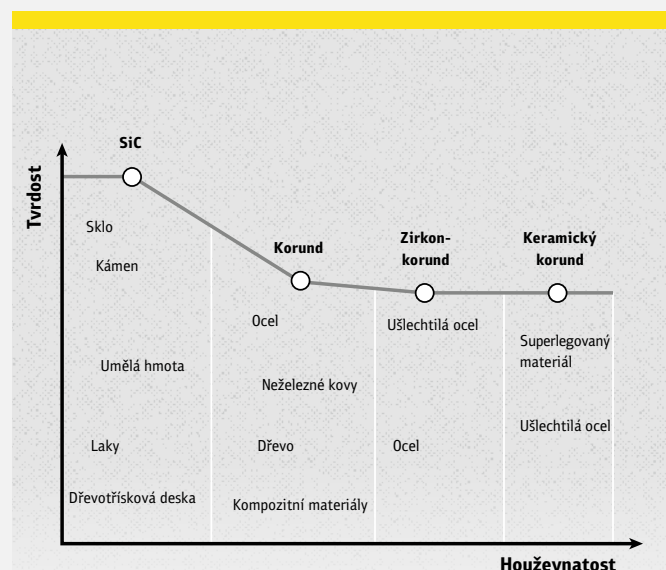 SiC
Tvrdost
Sklo
Kámen
Umělá hmota
Laky
Dřevotřísková deska
Korund
Ocel
Neželezné kovy
Dřevo
Kompozitní materiály
Zirkon-
korund
Ušlechtilá ocel
Ocel
Keramický
korund
Superlegovaný
materiál
Ušlechtilá ocel
Houževnatost